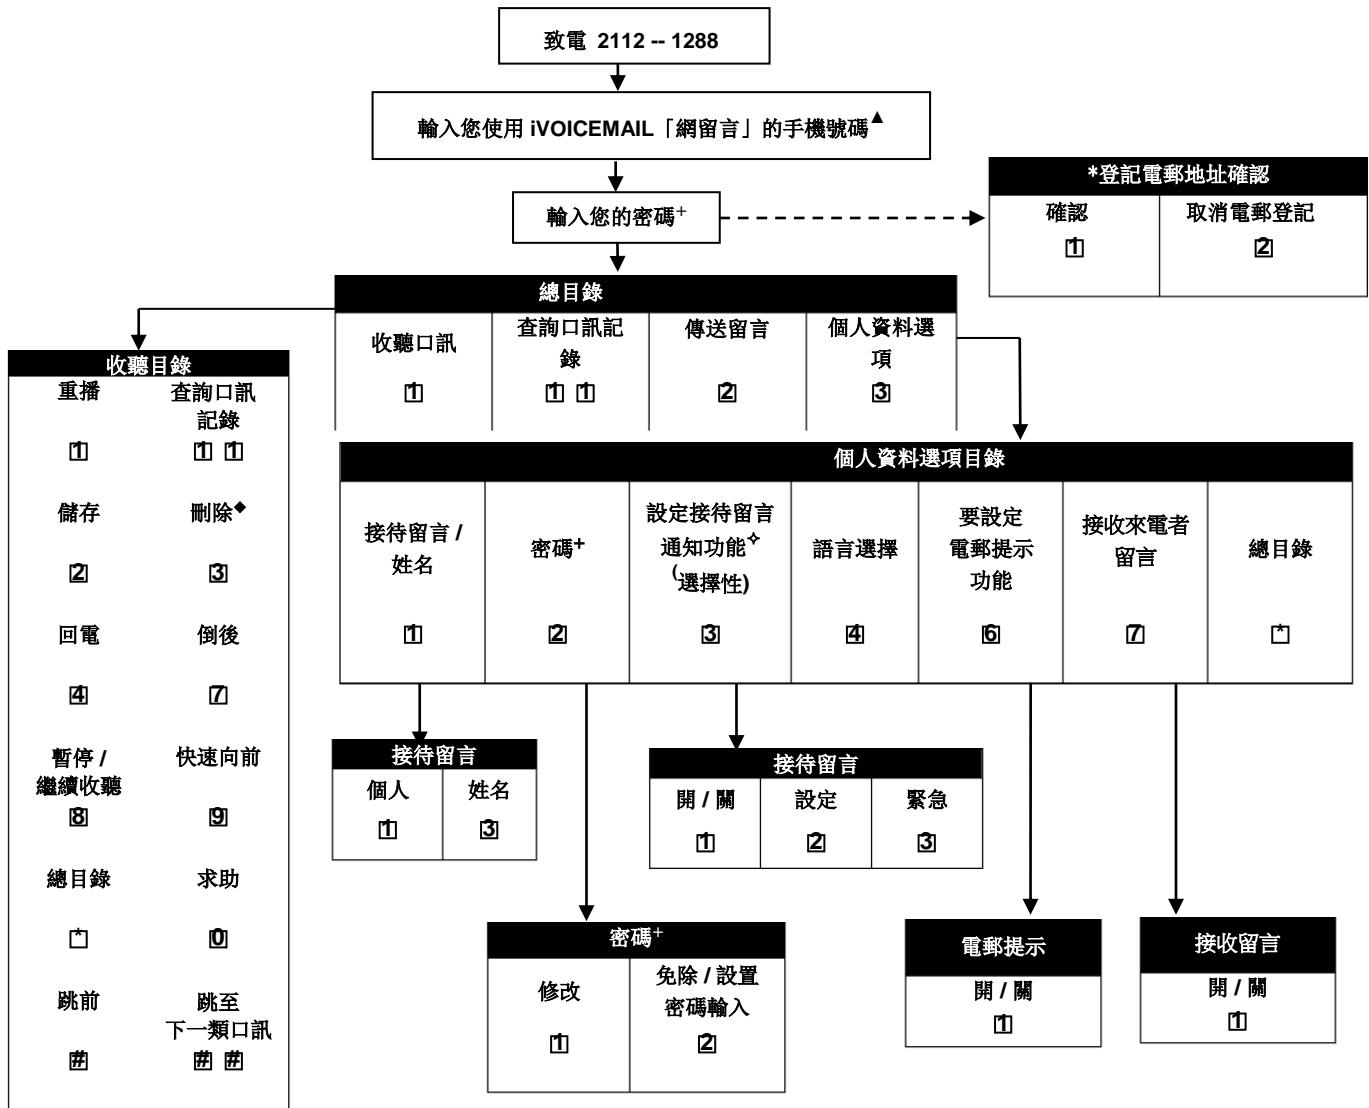 致電 2112 -- 1288
輸入您使用 iVOICEMAIL「網留言」的手機號碼▲
輸入您的密碼+
*登記電郵地址確認
確認 取消電郵登記
1 2
總目錄
收聽口訊 查詢口訊記錄 傳送留言 個人資料選項
1 1 1 2 3
收聽目錄
重播 查詢口訊
記錄
1 1 1
儲存 刪除◆
2 3
回電 倒後
4 7
暫停 / 快速向前
繼續收聽
8 9
總目錄 求助
* 0
跳前 跳至
下一類口訊
# # #
個人資料選項目錄
接待留言 /
姓名
1
密碼+
2
設定接待留言
通知功能✧
(選擇性)
3
語言選擇
4
要設定
電郵提示
功能
6
接收來電者
留言
7
總目錄
*
接待留言
個人 姓名
1 3
接待留言
開 / 關 設定 緊急
1 2 3
密碼+
修改 免除 / 設置
密碼輸入
1 2
電郵提示
開 / 關
1
接收留言
開 / 關
1